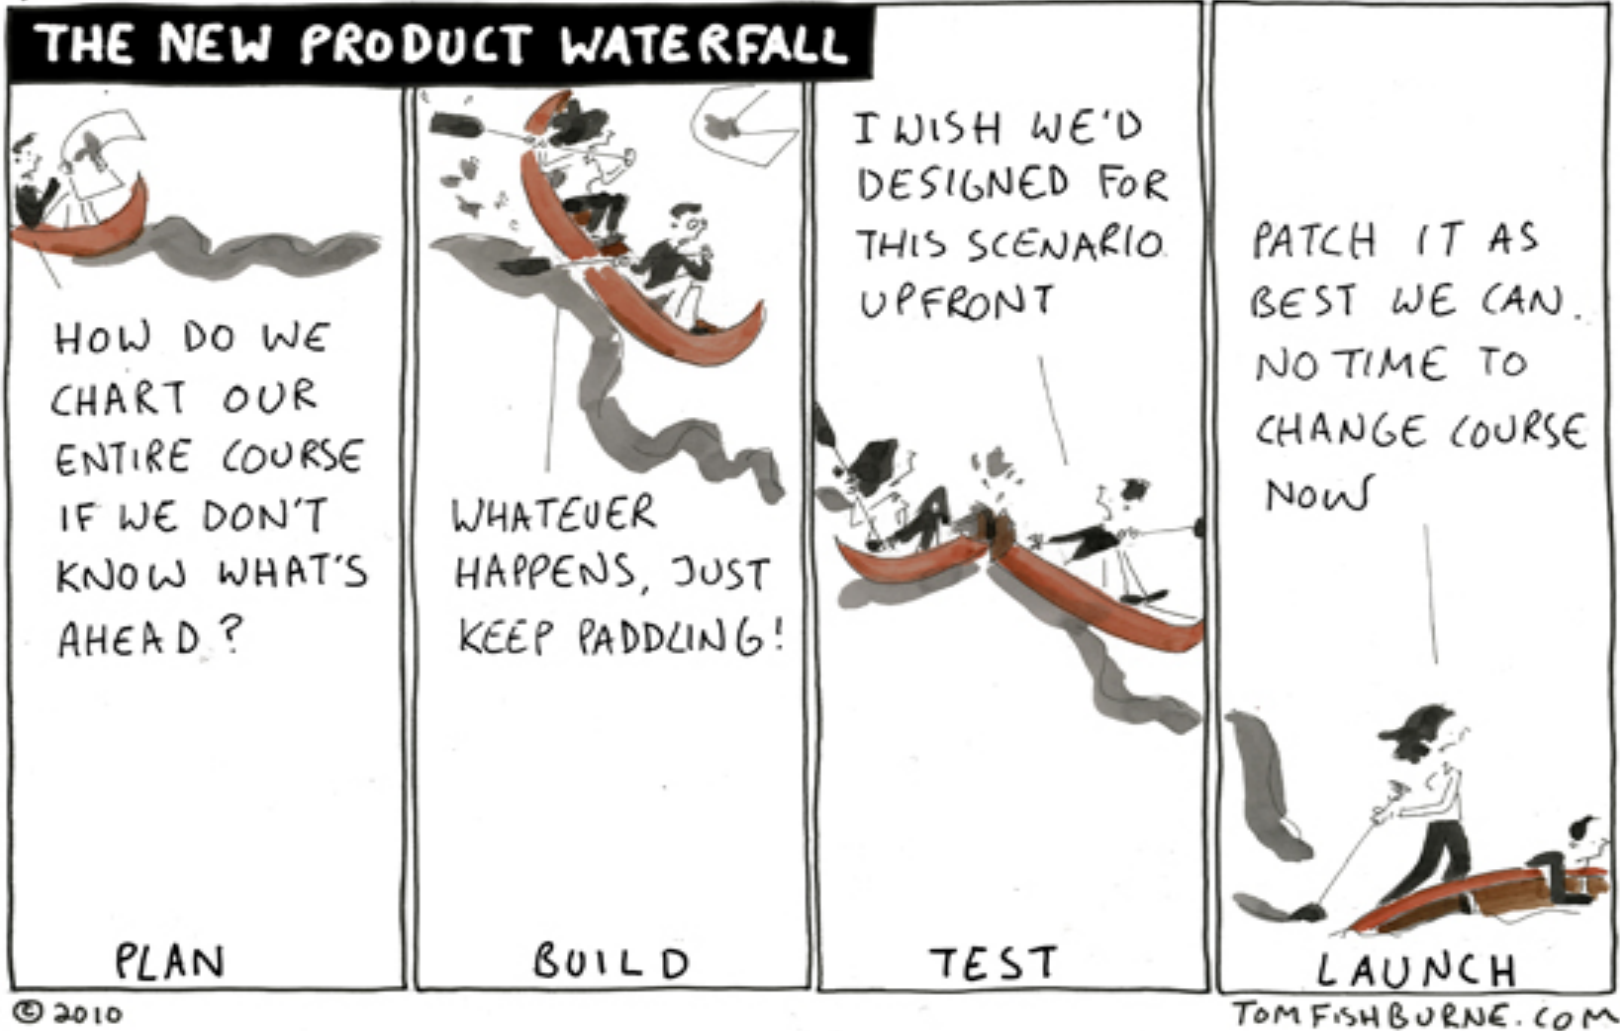 THE NEW PRODUCT WATERFALL
HOW DO WE
CHART OUR
ENTIRE COURSE
IF WE DON'T
KNOW WHAT'S
AHEAD?
PLAN
WHATEVER
HAPPENS, JUST
KEEP PADDLING!
BUILD
I WISH WE'D
DESIGNED FOR
THIS SCENARIO
UPFRONT
TEST
PATCH IT AS
BEST WE CAN.
NO TIME TO
CHANGE COURSE
NOW
LAUNCH
© 2010
TOMFISHBURNE.COM